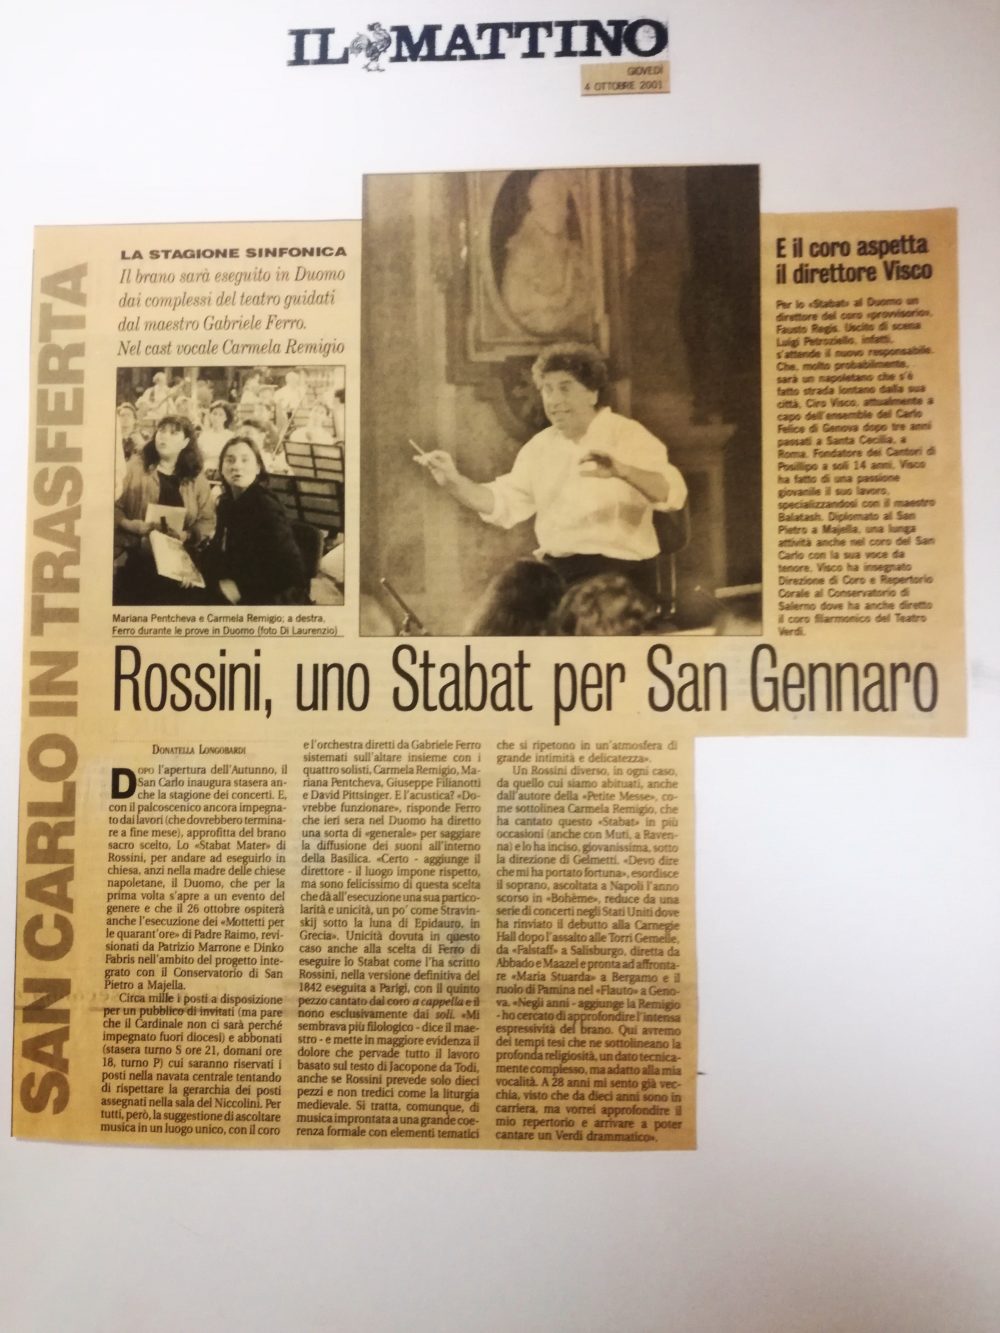 IL MATTINO
GIOVEDÌ
4 OTTOBRE 2001
SAN CARLO IN TRASFERTA
LA STAGIONE SINFONICA
Il brano sarà eseguito in Duomo
dai complessi del teatro guidati
dal maestro Gabriele Ferro.
Nel cast vocale Carmela Remigio
Mariana Pentcheva e Carmela Remigio; a destra,
Ferro durante le prove in Duomo (foto Di Laurenzio)
E il coro aspetta
il direttore Visco
Per lo «Stabat» al Duomo un
direttore del coro «provvisorio»,
Fausto Regis. Uscito di scena
Luigi Petroziello, infatti,
s'attende il nuovo responsabile.
Che, molto probabilmente,
sarà un napoletano che s'è
fatto strada lontano dalla sua
città, Ciro Visco, attualmente a
capo dell'ensemble del Carlo
Felice di Genova dopo tre anni
passati a Santa Cecilia, a
Roma. Fondatore dei Cantori di
Posillipo a soli 14 anni, Visco
ha fatto di una passione
giovanile il suo lavoro,
specializzandosi con il maestro
Balatash. Diplomato al San
Pietro a Majella, una lunga
attività anche nel coro del San
Carlo con la sua voce da
tenore, Visco ha insegnato
Direzione di Coro e Repertorio
Corale al Conservatorio di
Salerno dove ha anche diretto
il coro filarmonico del Teatro
Verdi.
Rossini, uno Stabat per San Gennaro
DONATELLA LONGOBARDI
DOPO l'apertura dell'Autunno, il
San Carlo inaugura stasera an-
che la stagione dei concerti. E,
con il palcoscenico ancora impegna-
to dai lavori (che dovrebbero termina-
re a fine mese), approfitta del brano
sacro scelto, Lo «Stabat Mater» di
Rossini, per andare ad eseguirlo in
chiesa, anzi nella madre delle chiese
napoletane, il Duomo, che per la
prima volta s'apre a un evento del
genere e che il 26 ottobre ospiterà
anche l'esecuzione dei «Mottetti per
le quarant'ore» di Padre Raimo, revi-
sionati da Patrizio Marrone e Dinko
Fabris nell'ambito del progetto inte-
grato con il Conservatorio di San
Pietro a Majella.
Circa mille i posti a disposizione
per un pubblico di invitati (ma pare
che il Cardinale non ci sarà perché
impegnato fuori diocesi) e abbonati
(stasera turno S ore 21, domani ore
18, turno P) cui saranno riservati i
posti nella navata centrale tentando
di rispettare la gerarchia dei posti
assegnati nella sala del Niccolini. Per
tutti, però, la suggestione di ascoltare
musica in un luogo unico, con il coro
e l'orchestra diretti da Gabriele Ferro
sistemati sull'altare insieme con i
quattro solisti, Carmela Remigio, Ma-
riana Pentcheva, Giuseppe Filianotti
e David Pittsinger. E l'acustica? «Do-
vrebbe funzionare», risponde Ferro
che ieri sera nel Duomo ha diretto
una sorta di «generale» per saggiare
la diffusione dei suoni all'interno
della Basilica. «Certo - aggiunge il
direttore - il luogo impone rispetto,
ma sono felicissimo di questa scelta
che dà all'esecuzione una sua partico-
larità e unicità, un po' come Stravin-
skij sotto la luna di Epidauro, in
Grecia». Unicità dovuta in questo
caso anche alla scelta di Ferro di
eseguire lo Stabat come l'ha scritto
Rossini, nella versione definitiva del
1842 eseguita a Parigi, con il quinto
pezzo cantato dal coro a cappella e il
nono esclusivamente dai soli. «Mi
sembrava più filologico - dice il mae-
stro - e mette in maggiore evidenza il
dolore che pervade tutto il lavoro
basato sul testo di Jacopone da Todi,
anche se Rossini prevede solo dieci
pezzi e non tredici come la liturgia
medievale. Si tratta, comunque, di
musica improntata a una grande coe-
renza formale con elementi tematici
che si ripetono in un'atmosfera di
grande intimità e delicatezza».
Un Rossini diverso, in ogni caso,
da quello cui siamo abituati, anche
dall'autore della «Petite Messe», co-
me sottolinea Carmela Remigio, che
ha cantato questo «Stabat» in più
occasioni (anche con Muti, a Raven-
na) e lo ha inciso, giovanissima, sotto
la direzione di Gelmetti. «Devo dire
che mi ha portato fortuna», esordisce
il soprano, ascoltata a Napoli l'anno
scorso in «Bohème», reduce da una
serie di concerti negli Stati Uniti dove
ha rinviato il debutto alla Carnegie
Hall dopo l'assalto alle Torri Gemelle,
da «Falstaff» a Salisburgo, diretta da
Abbado e Maazel e pronta ad affronta-
re «Maria Stuarda» a Bergamo e il
ruolo di Pamina nel «Flauto» a Geno-
va. «Negli anni - aggiunge la Remigio
- ho cercato di approfondire l'intensa
espressività del brano. Qui avremo
dei tempi tesi che ne sottolineano la
profonda religiosità, un dato tecnica-
mente complesso, ma adatto alla mia
vocalità. A 28 anni mi sento già vec-
chia, visto che da dieci anni sono in
carriera, ma vorrei approfondire il
mio repertorio e arrivare a poter
cantare un Verdi drammatico».